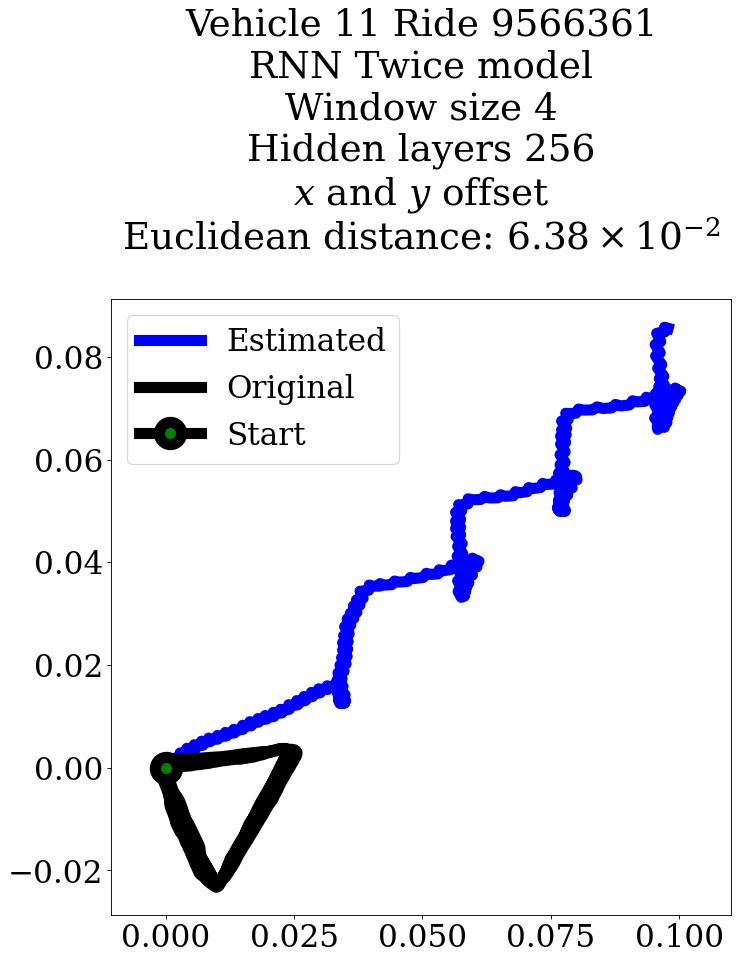 Vehicle 11 Ride 9566361
RNN Twice model
Window size 4
Hidden layers 256
x and y offset
Euclidean distance: 6.38 × 10⁻²
Estimated
Original
Start
0.08
0.06
0.04
0.02
0.00
−0.02
0.000 0.025 0.050 0.075 0.100